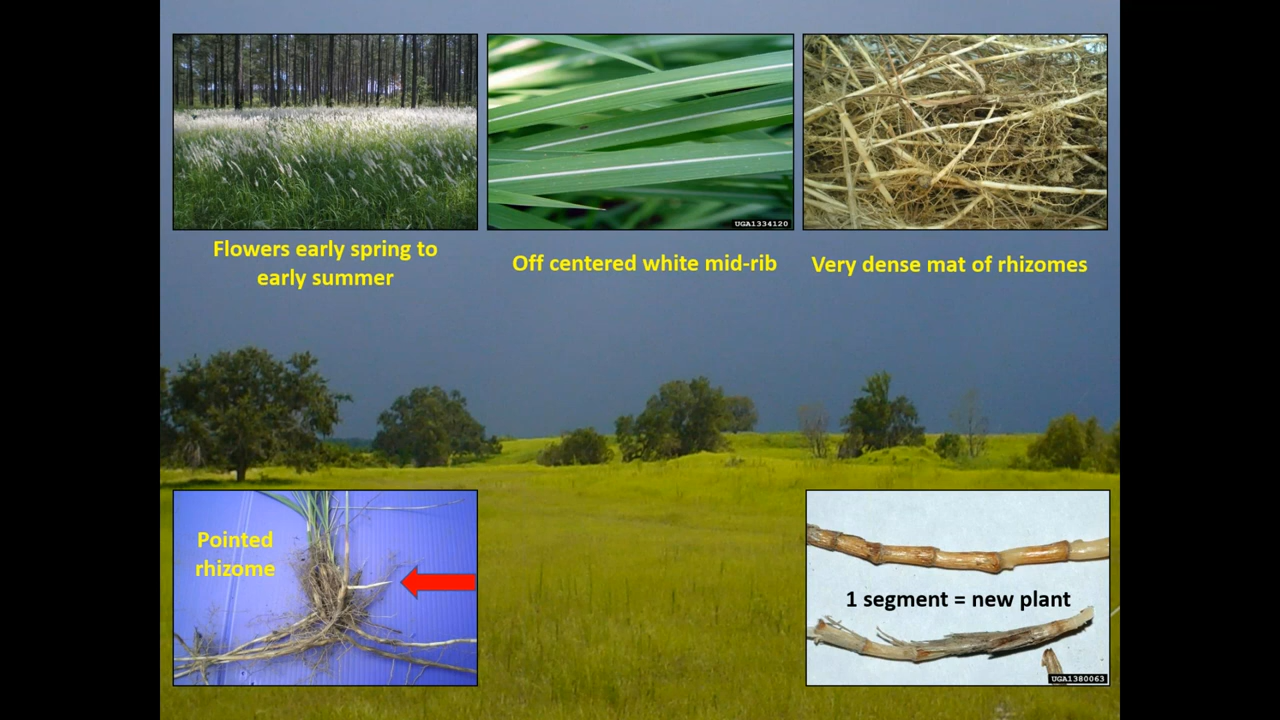 UGA1334120
Flowers early spring to
early summer
Off centered white mid-rib
Very dense mat of rhizomes
Pointed
rhizome
1 segment = new plant
UGA1380063